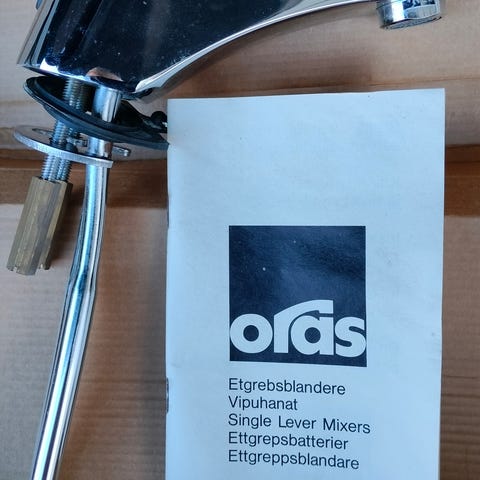 oras
Etgrebsblandere
Vipuhanat
Single Lever Mixers
Ettgrepsbatterier
Ettgreppsblandare